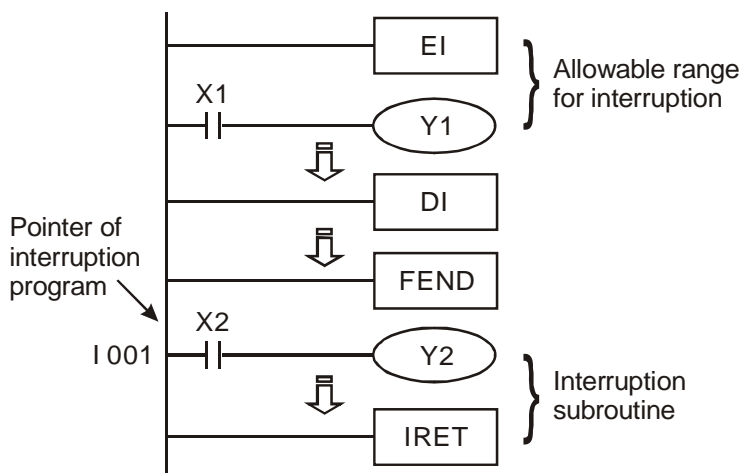 EI
Allowable range
for interruption
X1
Y1
DI
Pointer of
interruption
program
FEND
X2
I 001
Y2
Interruption
subroutine
IRET